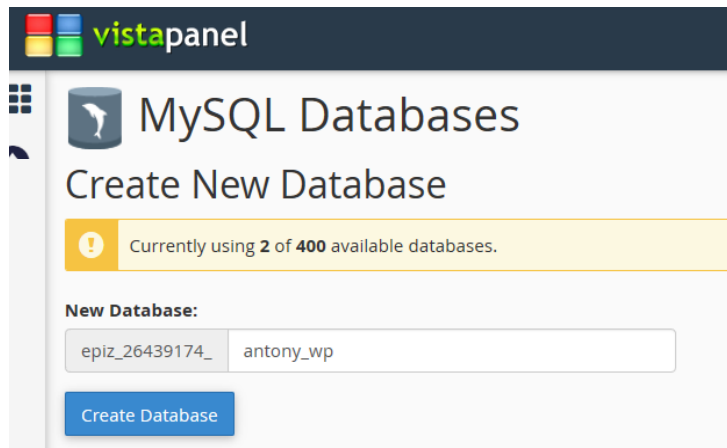 vistapanel
MySQL Databases
Create New Database
Currently using 2 of 400 available databases.
New Database:
epiz_26439174_ antony_wp
Create Database